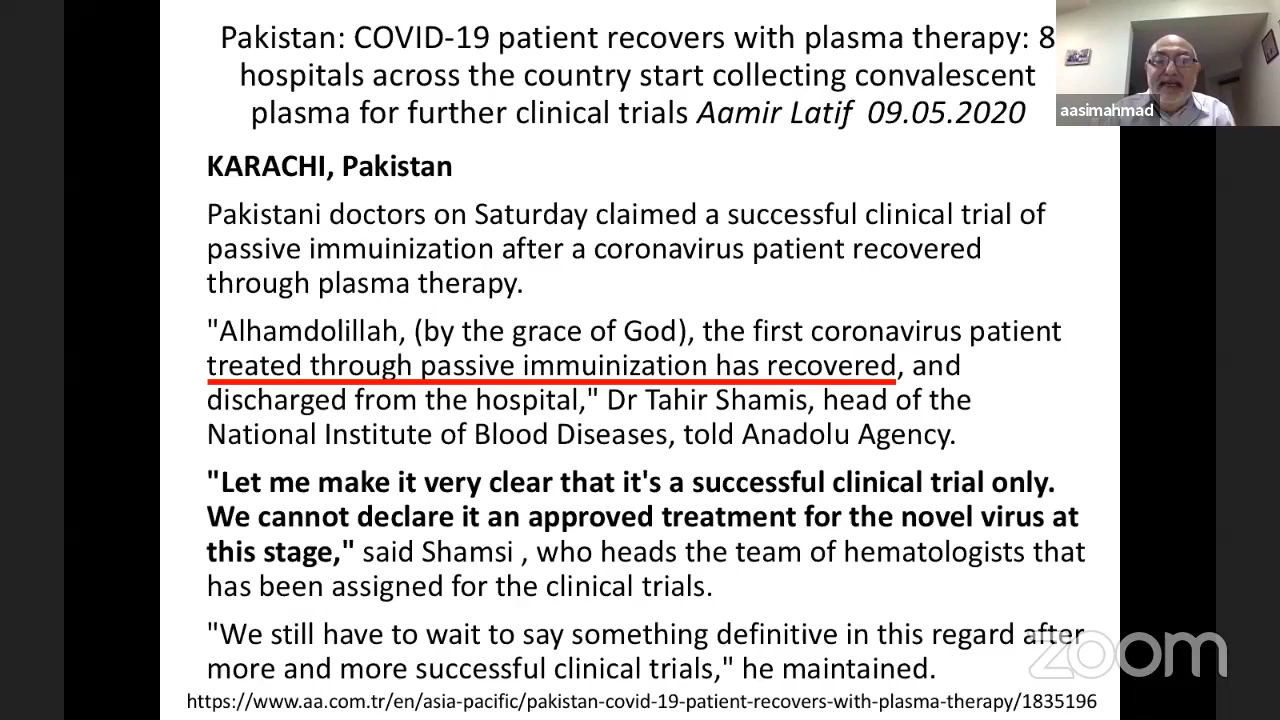 Pakistan: COVID-19 patient recovers with plasma therapy: 8
hospitals across the country start collecting convalescent
plasma for further clinical trials Aamir Latif 09.05.2020
aasimahmad
KARACHI, Pakistan
Pakistani doctors on Saturday claimed a successful clinical trial of
passive immuinization after a coronavirus patient recovered
through plasma therapy.
"Alhamdolillah, (by the grace of God), the first coronavirus patient
treated through passive immuinization has recovered, and
discharged from the hospital," Dr Tahir Shamis, head of the
National Institute of Blood Diseases, told Anadolu Agency.
"Let me make it very clear that it's a successful clinical trial only.
We cannot declare it an approved treatment for the novel virus at
this stage," said Shamsi , who heads the team of hematologists that
has been assigned for the clinical trials.
"We still have to wait to say something definitive in this regard after
more and more successful clinical trials," he maintained.
zoom
https://www.aa.com.tr/en/asia-pacific/pakistan-covid-19-patient-recovers-with-plasma-therapy/1835196